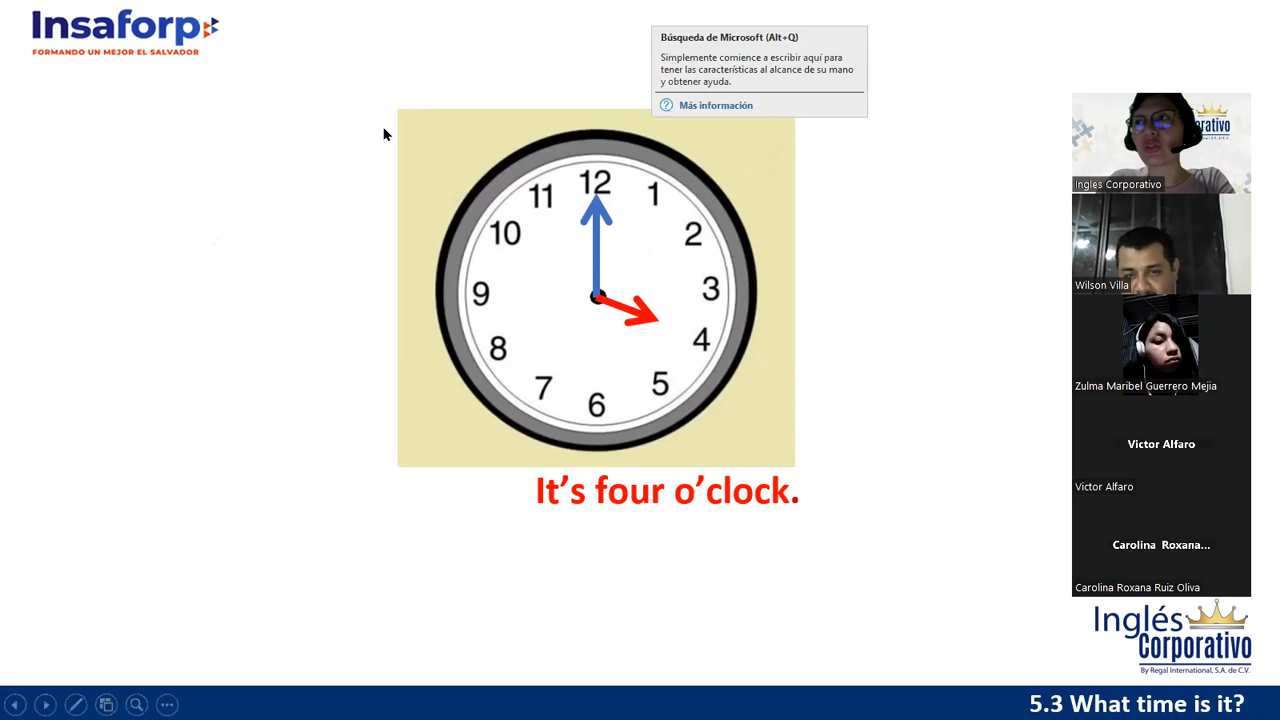 Insaforp
FORMANDO UN MEJOR EL SALVADOR
Búsqueda de Microsoft (Alt+Q)
Simplemente comience a escribir aquí para
tener las características al alcance de su mano
y obtener ayuda.
Más información
12
11
1
10
2
9
3
8
4
7
5
6
It's four o'clock.
orativo
Ingles Corporativo
Wilson Villa
Zulma Maribel Guerrero Mejia
Victor Alfaro
Victor Alfaro
Carolina Roxana...
Carolina Roxana Ruiz Oliva
Inglés
Corporativo
By Regal International, S.A. de C.V.
5.3 What time is it?